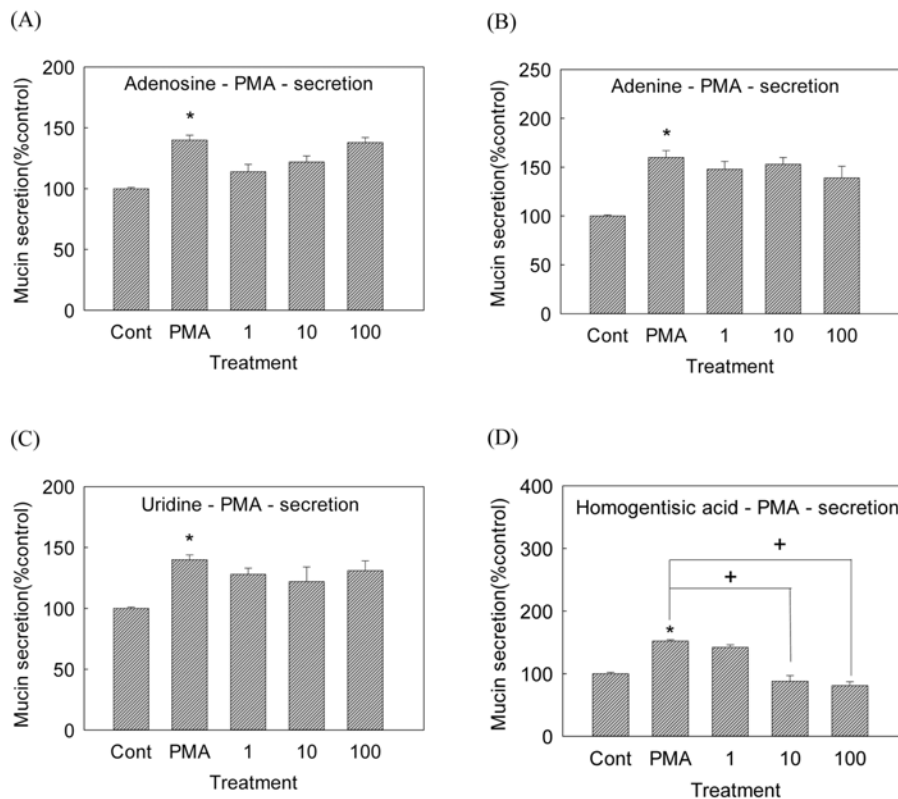 (A)
Adenosine - PMA - secretion
Mucin secretion(%control)
200
150
100
50
0
*
Cont PMA 1 10 100
Treatment
(B)
Adenine - PMA - secretion
Mucin secretion(%control)
250
200
150
100
50
0
*
Cont PMA 1 10 100
Treatment
(C)
Uridine - PMA - secretion
Mucin secretion(%control)
200
150
100
50
0
*
Cont PMA 1 10 100
Treatment
(D)
Homogentisic acid - PMA - secretion
Mucin secretion(%control)
400
300
200
100
0
+
+
*
Cont PMA 1 10 100
Treatment